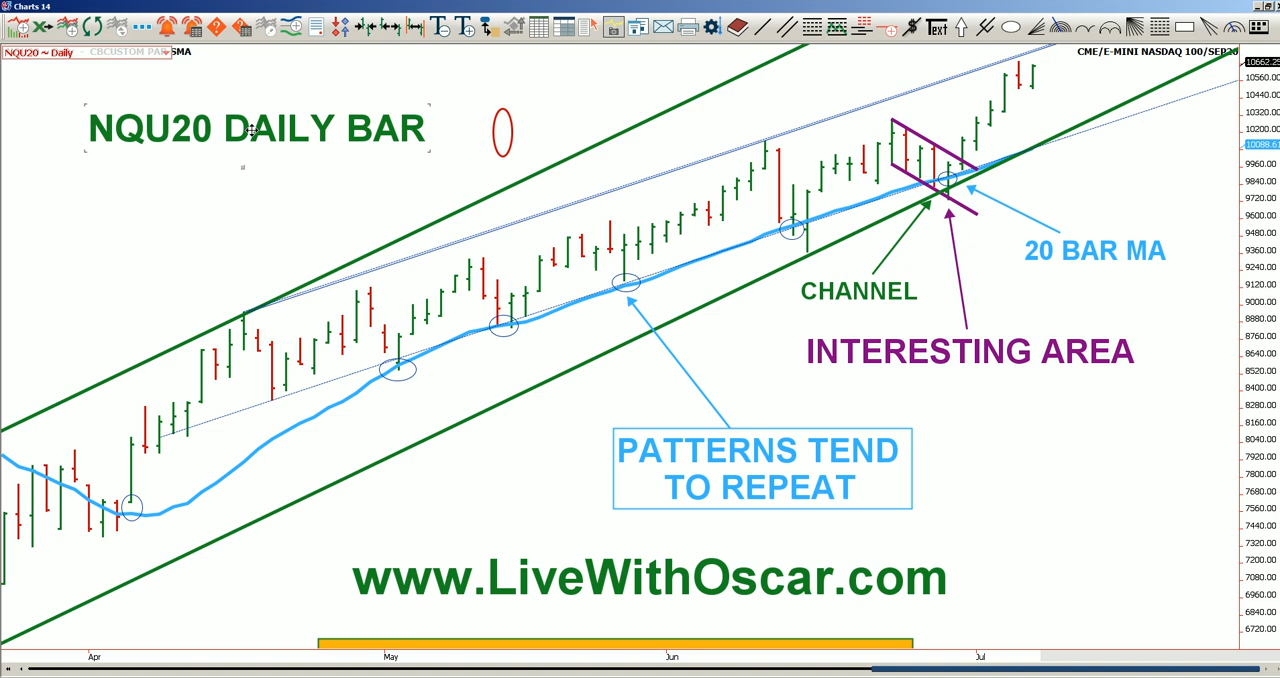 Charts 14
Text
NQU20 ~ Daily
SMA
CME/E-MINI NASDAQ 100/SEP20
NQU20 DAILY BAR
20 BAR MA
CHANNEL
INTERESTING AREA
PATTERNS TEND
TO REPEAT
www.LiveWithOscar.com
10662.25
10560.00
10440.00
10320.00
10200.00
10088.61
9960.00
9840.00
9720.00
9600.00
9480.00
9360.00
9240.00
9120.00
9000.00
8880.00
8760.00
8640.00
8520.00
8400.00
8280.00
8160.00
8040.00
7920.00
7800.00
7680.00
7560.00
7440.00
7320.00
7200.00
7080.00
6960.00
6840.00
6720.00
Apr May Jun Jul